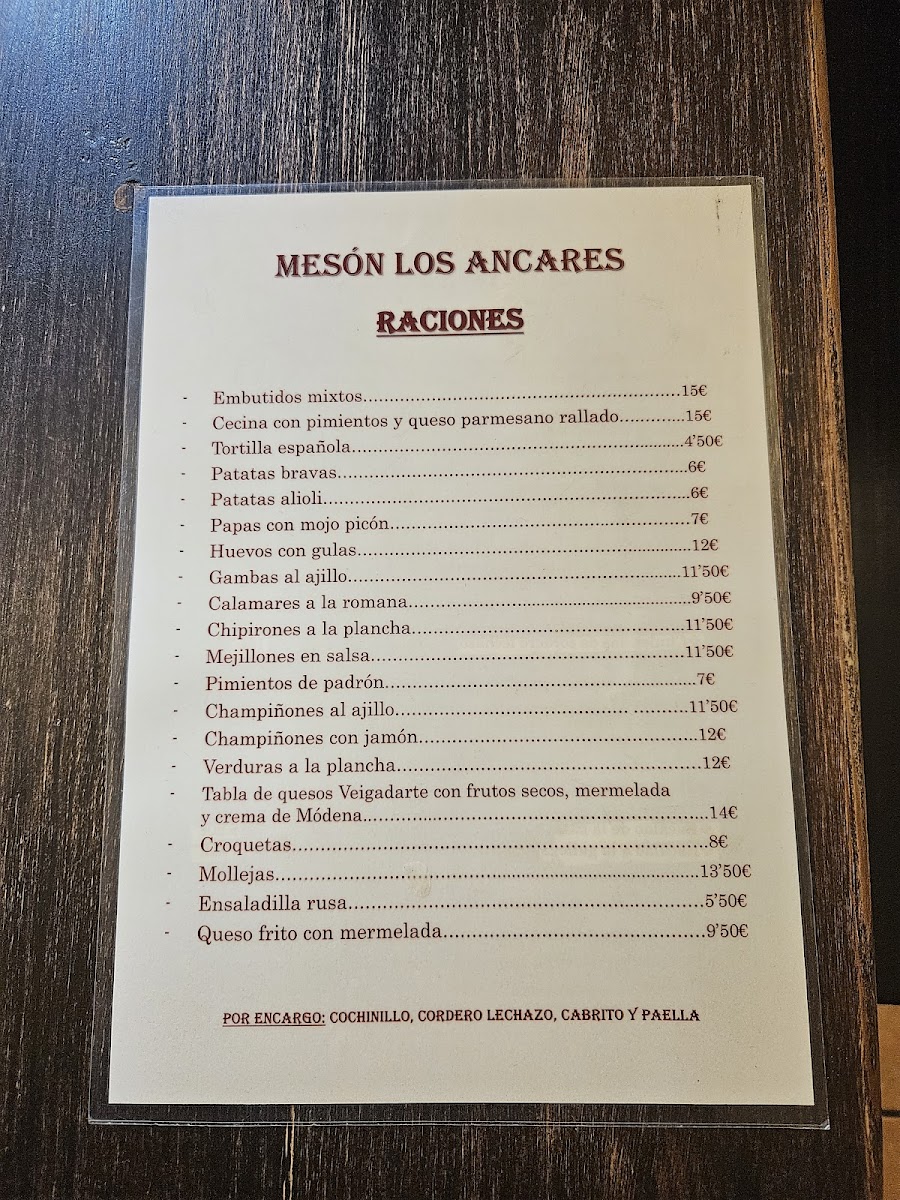 MESÓN LOS ANCARES
RACIONES
- Embutidos mixtos..........15€
- Cecina con pimientos y queso parmesano rallado..........15€
- Tortilla española..........4'50€
- Patatas bravas..........6€
- Patatas alioli..........6€
- Papas con mojo picón..........7€
- Huevos con gulas..........12€
- Gambas al ajillo..........11'50€
- Calamares a la romana..........9'50€
- Chipirones a la plancha..........11'50€
- Mejillones en salsa..........11'50€
- Pimientos de padrón..........7€
- Champiñones al ajillo..........11'50€
- Champiñones con jamón..........12€
- Verduras a la plancha..........12€
- Tabla de quesos Veigadarte con frutos secos, mermelada
y crema de Módena..........14€
- Croquetas..........8€
- Mollejas..........13'50€
- Ensaladilla rusa..........5'50€
- Queso frito con mermelada..........9'50€
POR ENCARGO: COCHINILLO, CORDERO LECHAZO, CABRITO Y PAELLA